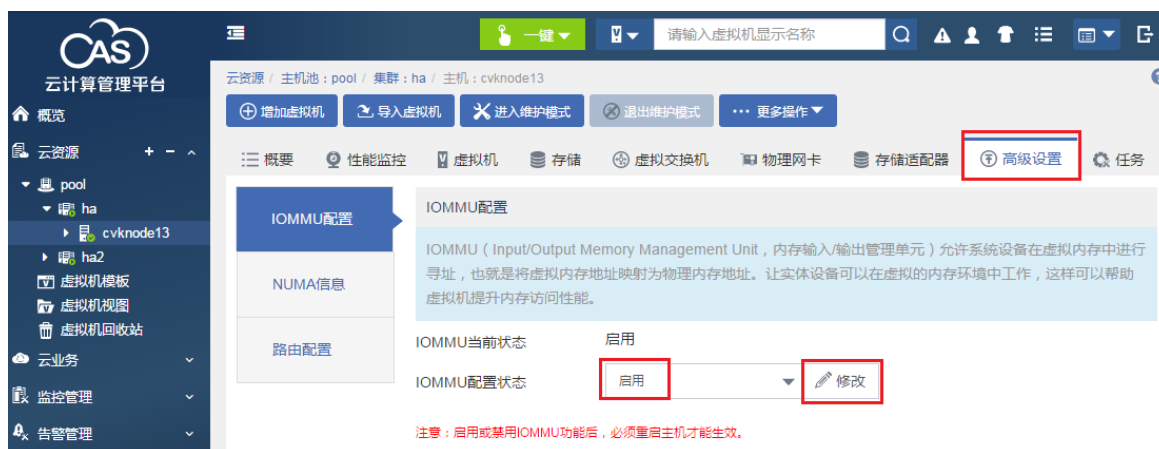 CAS
云计算管理平台
一键
请输入虚拟机显示名称
云资源 / 主机池：pool / 集群：ha / 主机：cvknode13
增加虚拟机 导入虚拟机 进入维护模式 退出维护模式 更多操作
概要 性能监控 虚拟机 存储 虚拟交换机 物理网卡 存储适配器 高级设置 任务
概览
云资源
pool
ha
cvknode13
ha2
虚拟机模板
虚拟机视图
虚拟机回收站
云业务
监控管理
告警管理
IOMMU配置
NUMA信息
路由配置
IOMMU配置
IOMMU（Input/Output Memory Management Unit，内存输入/输出管理单元）允许系统设备在虚拟内存中进行
寻址，也就是将虚拟内存地址映射为物理内存地址。让实体设备可以在虚拟的内存环境中工作，这样可以帮助
虚拟机提升内存访问性能。
IOMMU当前状态 启用
IOMMU配置状态 启用 修改
注意：启用或禁用IOMMU功能后，必须重启主机才能生效。